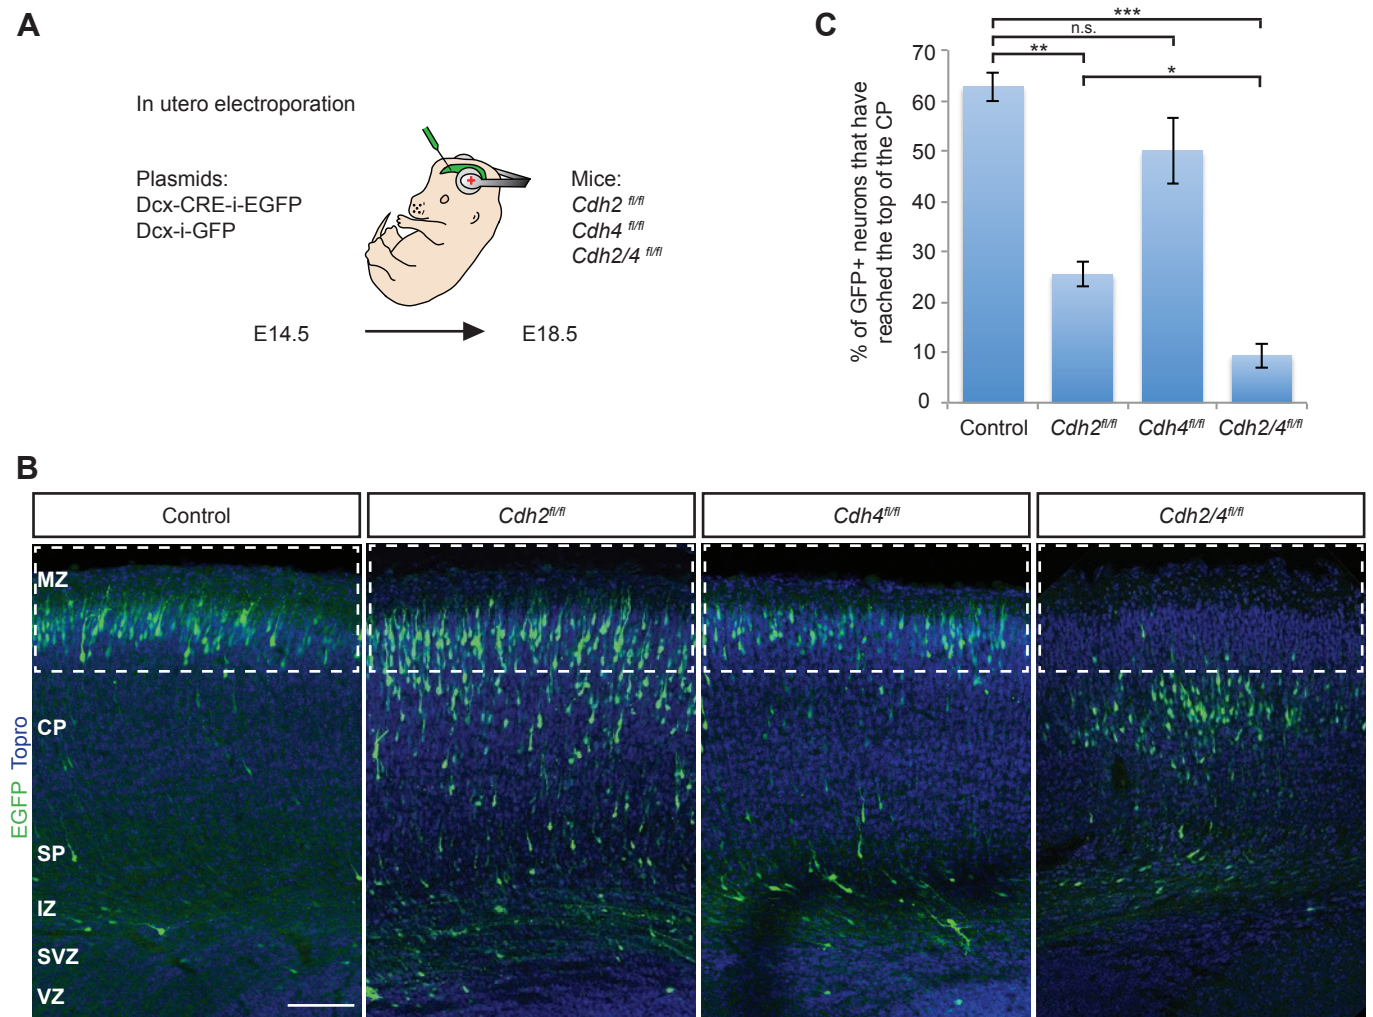 A
In utero electroporation
Plasmids:
Dcx-CRE-i-EGFP
Dcx-i-GFP
Mice:
Cdh2 fl/fl
Cdh4 fl/fl
Cdh2/4 fl/fl
E14.5
E18.5
C
% of GFP+ neurons that have
reached the top of the CP
70
60
50
40
30
20
10
0
***
n.s.
**
*
Control
Cdh2fl/fl
Cdh4fl/fl
Cdh2/4fl/fl
B
Control
Cdh2fl/fl
Cdh4fl/fl
Cdh2/4fl/fl
EGFP Topro
MZ
CP
SP
IZ
SVZ
VZ